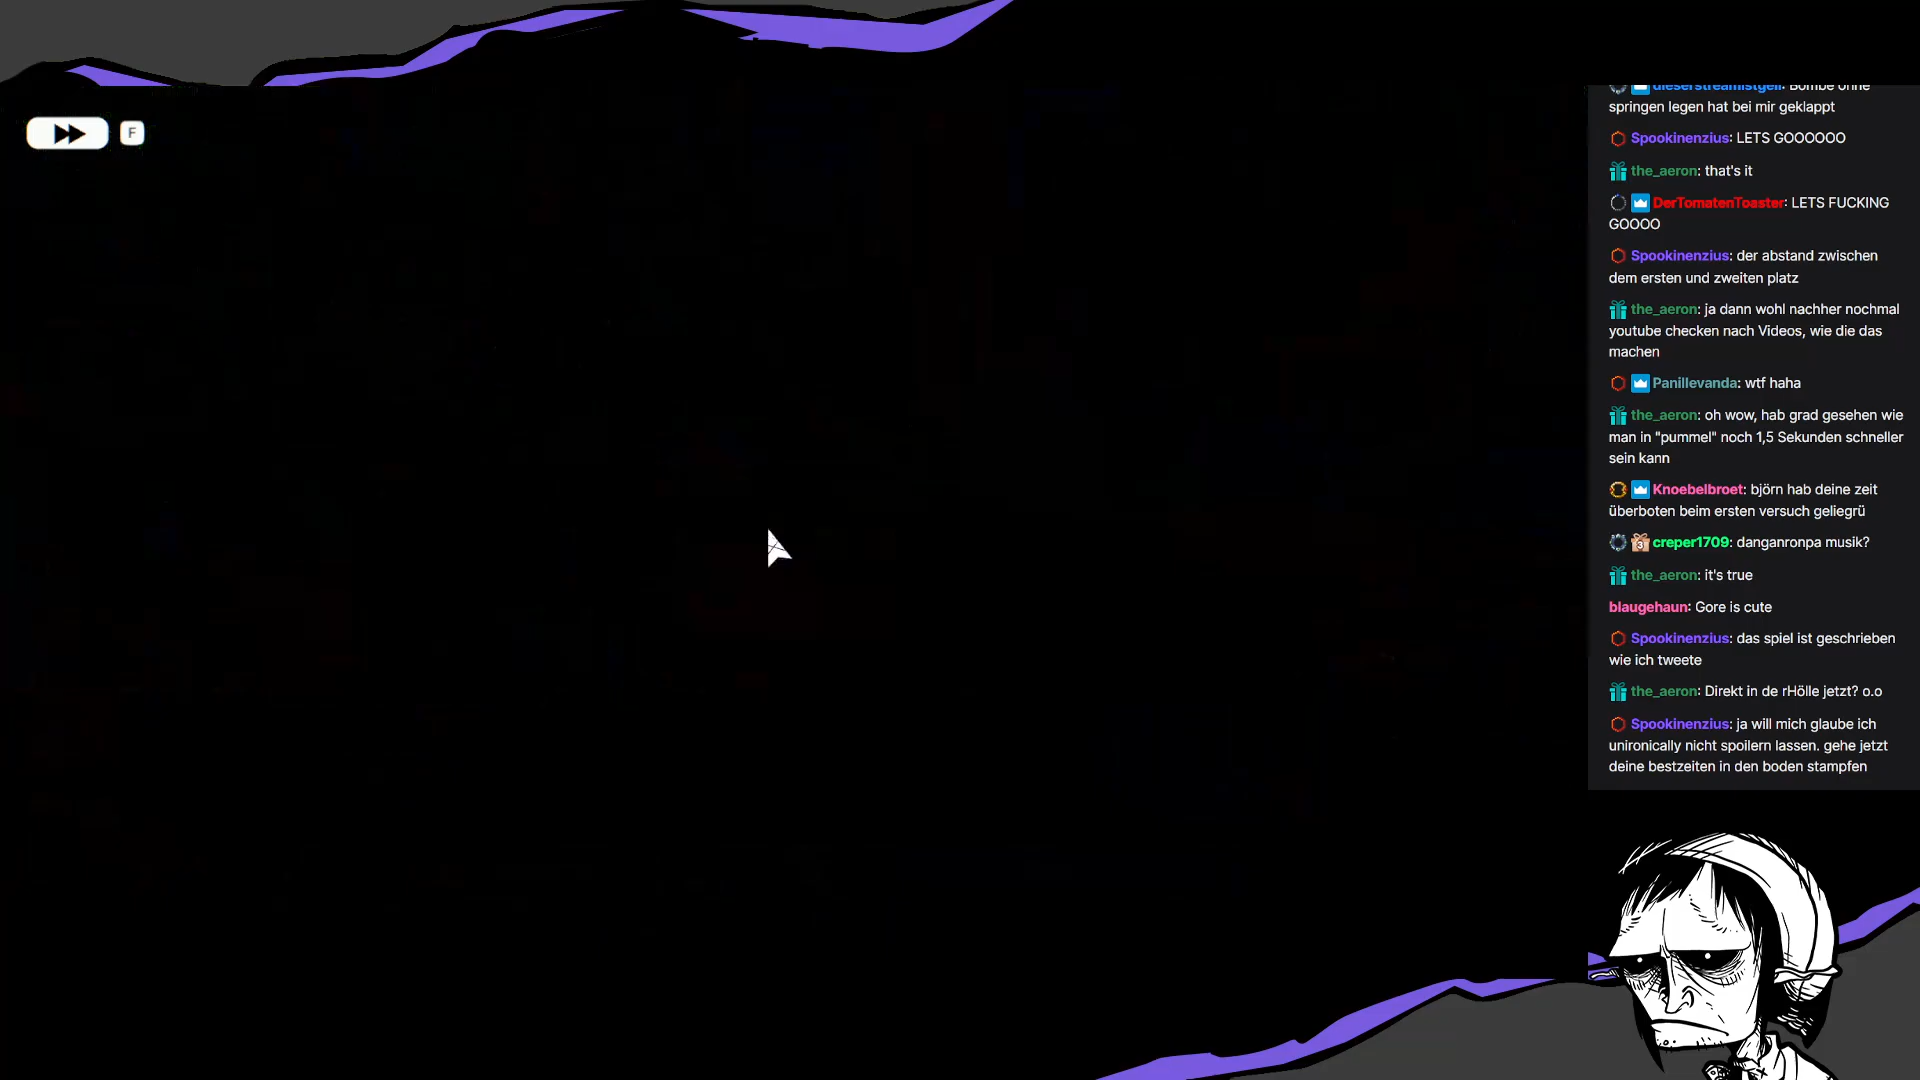 F
dieserstreamistgeil: Bombe ohne
springen legen hat bei mir geklappt
Spookinenzius: LETS GOOOOOO
the_aeron: that's it
DerTomatenToaster: LETS FUCKING
GOOOO
Spookinenzius: der abstand zwischen
dem ersten und zweiten platz
the_aeron: ja dann wohl nachher nochmal
youtube checken nach Videos, wie die das
machen
Panillevanda: wtf haha
the_aeron: oh wow, hab grad gesehen wie
man in "pummel" noch 1,5 Sekunden schneller
sein kann
Knoebelbroet: björn hab deine zeit
überboten beim ersten versuch geliegrü
3
creper1709: danganronpa musik?
the_aeron: it's true
blaugehaun: Gore is cute
Spookinenzius: das spiel ist geschrieben
wie ich tweete
the_aeron: Direkt in de rHölle jetzt? o.o
Spookinenzius: ja will mich glaube ich
unironically nicht spoilern lassen. gehe jetzt
deine bestzeiten in den boden stampfen